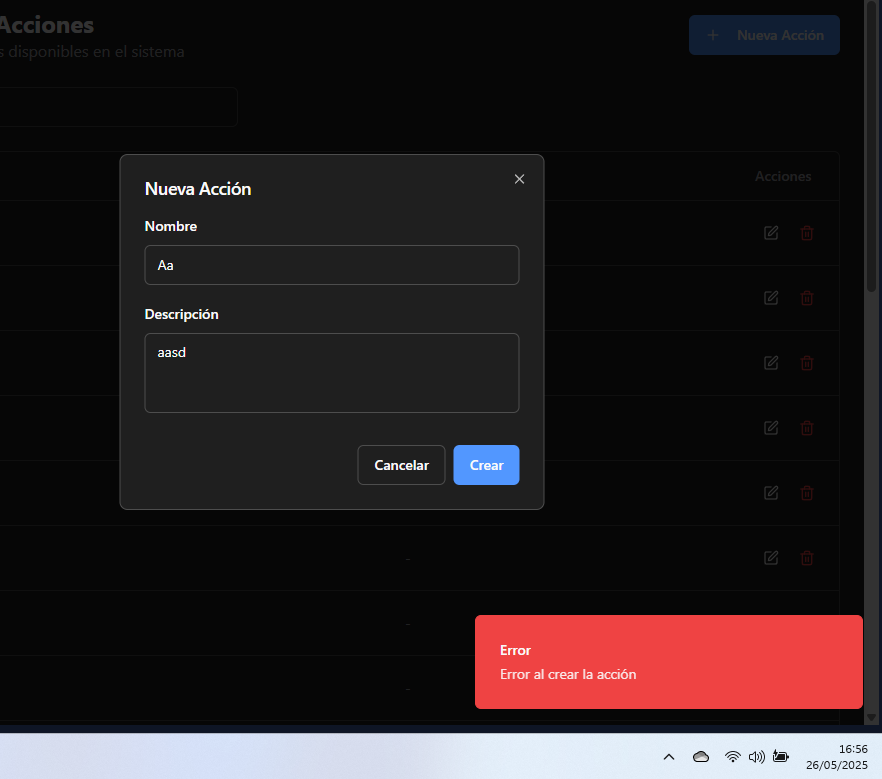 Acciones
s disponibles en el sistema
+ Nueva Acción
Acciones
Nueva Acción
Nombre
Aa
Descripción
aasd
Cancelar
Crear
-
-
-
Error
Error al crear la acción
16:56
26/05/2025